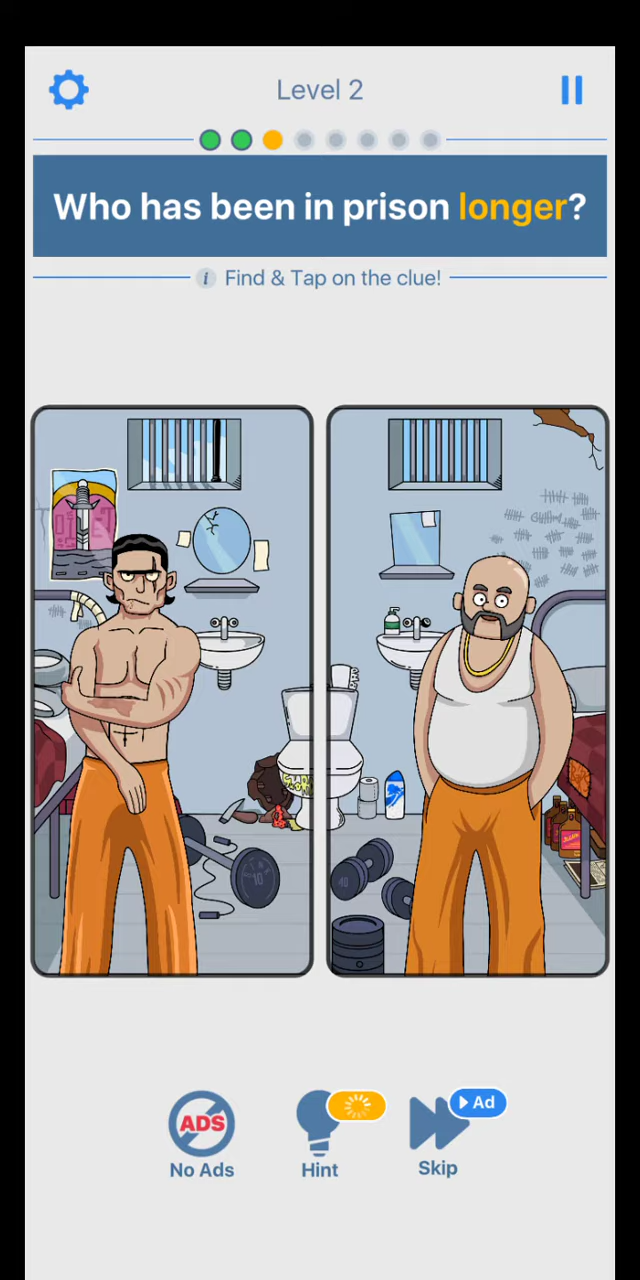 Level 2
Who has been in prison longer?
i Find & Tap on the clue!
10
40
ADS
Ad
No Ads
Hint
Skip